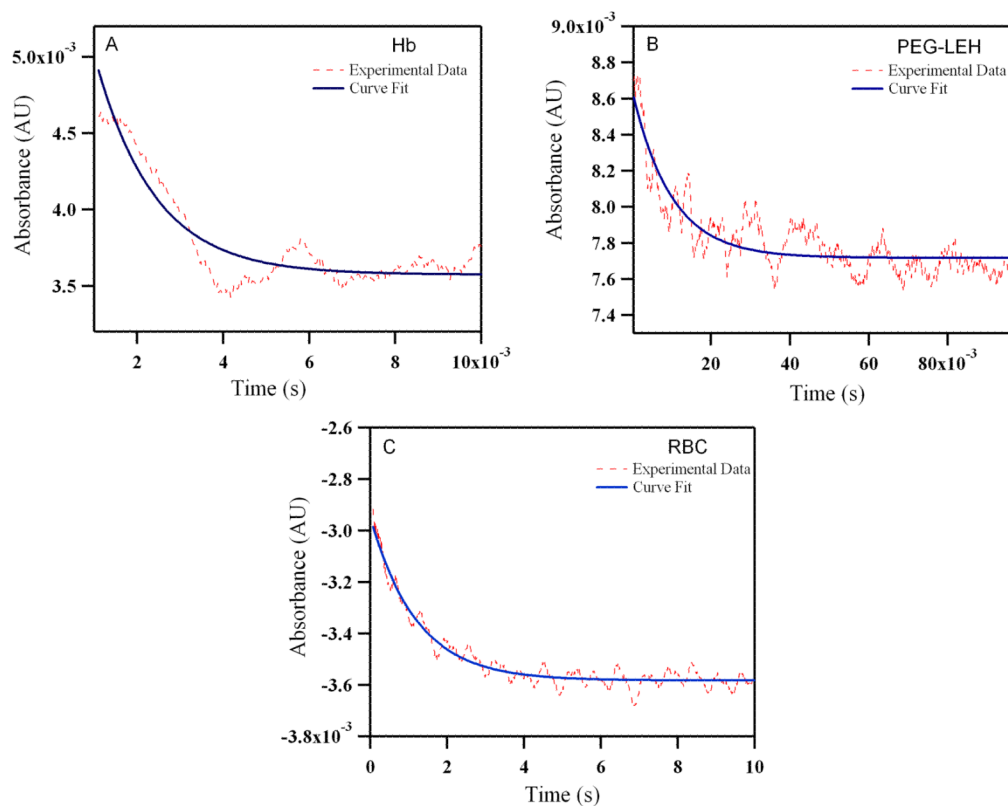 A
Hb
Experimental Data
Curve Fit
5.0x10-3
4.5
4.0
3.5
Absorbance (AU)
2
4
6
8
10x10-3
Time (s)
B
PEG-LEH
Experimental Data
Curve Fit
9.0x10-3
8.8
8.6
8.4
8.2
8.0
7.8
7.6
7.4
Absorbance (AU)
20
40
60
80x10-3
Time (s)
C
RBC
Experimental Data
Curve Fit
-2.6
-2.8
-3.0
-3.2
-3.4
-3.6
-3.8x10-3
Absorbance (AU)
0
2
4
6
8
10
Time (s)